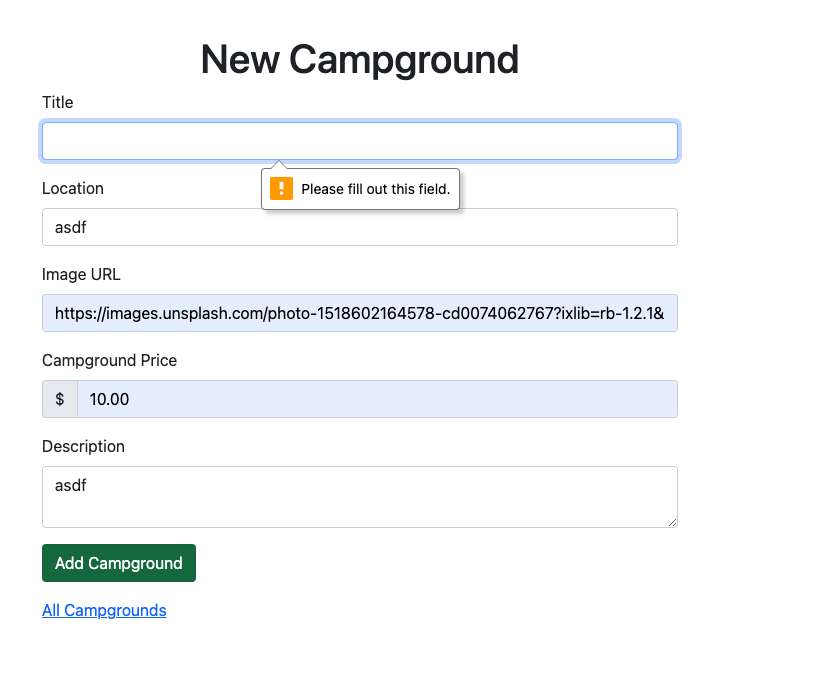 New Campground
Title
Please fill out this field.
Location
asdf
Image URL
https://images.unsplash.com/photo-1518602164578-cd0074062767?ixlib=rb-1.2.1&
Campground Price
$ 10.00
Description
asdf
Add Campground
All Campgrounds